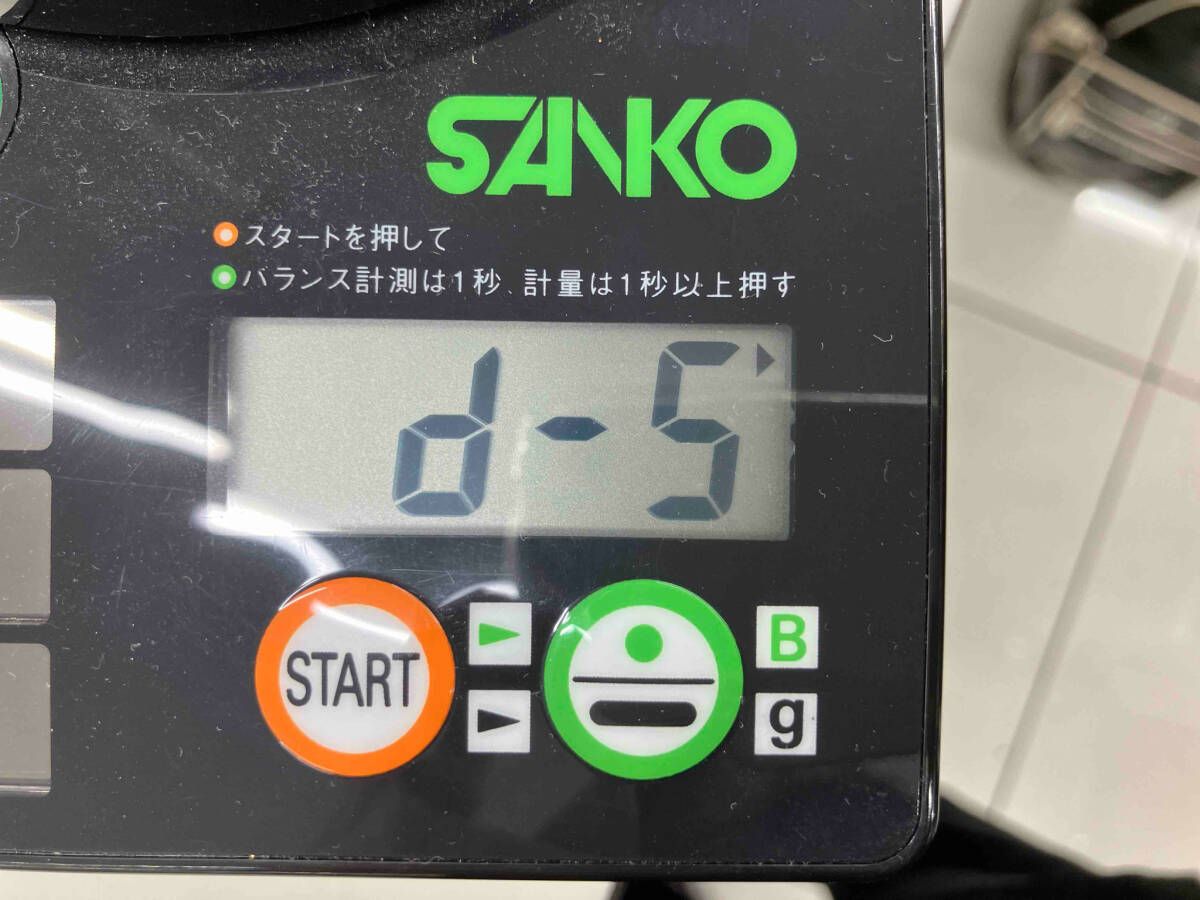 SANKO
スタートを押して
バランス計測は1秒、計量は1秒以上押す
d-5
START
B
g